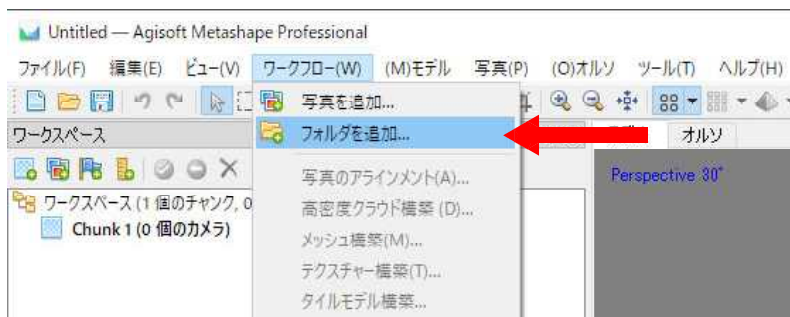 Untitled — Agisoft Metashape Professional
ファイル(F) 編集(E) ビュー(V) ワークフロー(W) (M)モデル 写真(P) (O)オルソ ツール(T) ヘルプ(H)
写真を追加...
ワークスペース
フォルダを追加...
オルソ
Perspective 30°
写真のアラインメント(A)...
ワークスペース (1 個のチャンク, 0
高密度クラウド構築 (D)...
Chunk 1 (0 個のカメラ)
メッシュ構築(M)...
テクスチャー構築(T)...
タイルモデル構築...